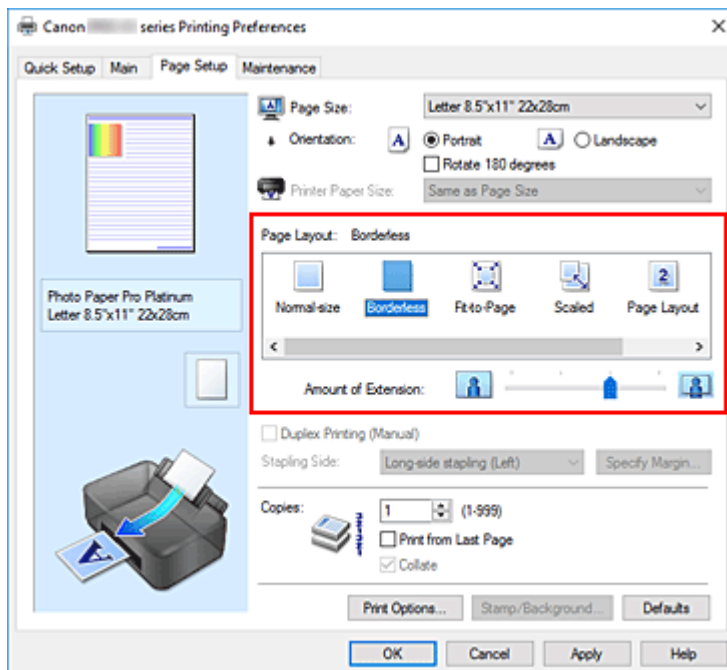 Canon series Printing Preferences
Quick Setup Main Page Setup Maintenance
Page Size: Letter 8.5"x11" 22x28cm
Orientation: A Portrait A Landscape
Rotate 180 degrees
Printer Paper Size: Same as Page Size
Page Layout: Borderless
Normal-size Borderless Fit-to-Page Scaled 2 Page Layout
Amount of Extension:
Photo Paper Pro Platinum
Letter 8.5"x11" 22x28cm
Duplex Printing (Manual)
Stapling Side: Long-side stapling (Left) Specify Margin...
Copies: 1 (1-999)
Print from Last Page
Collate
A
Print Options... Stamp/Background... Defaults
OK Cancel Apply Help